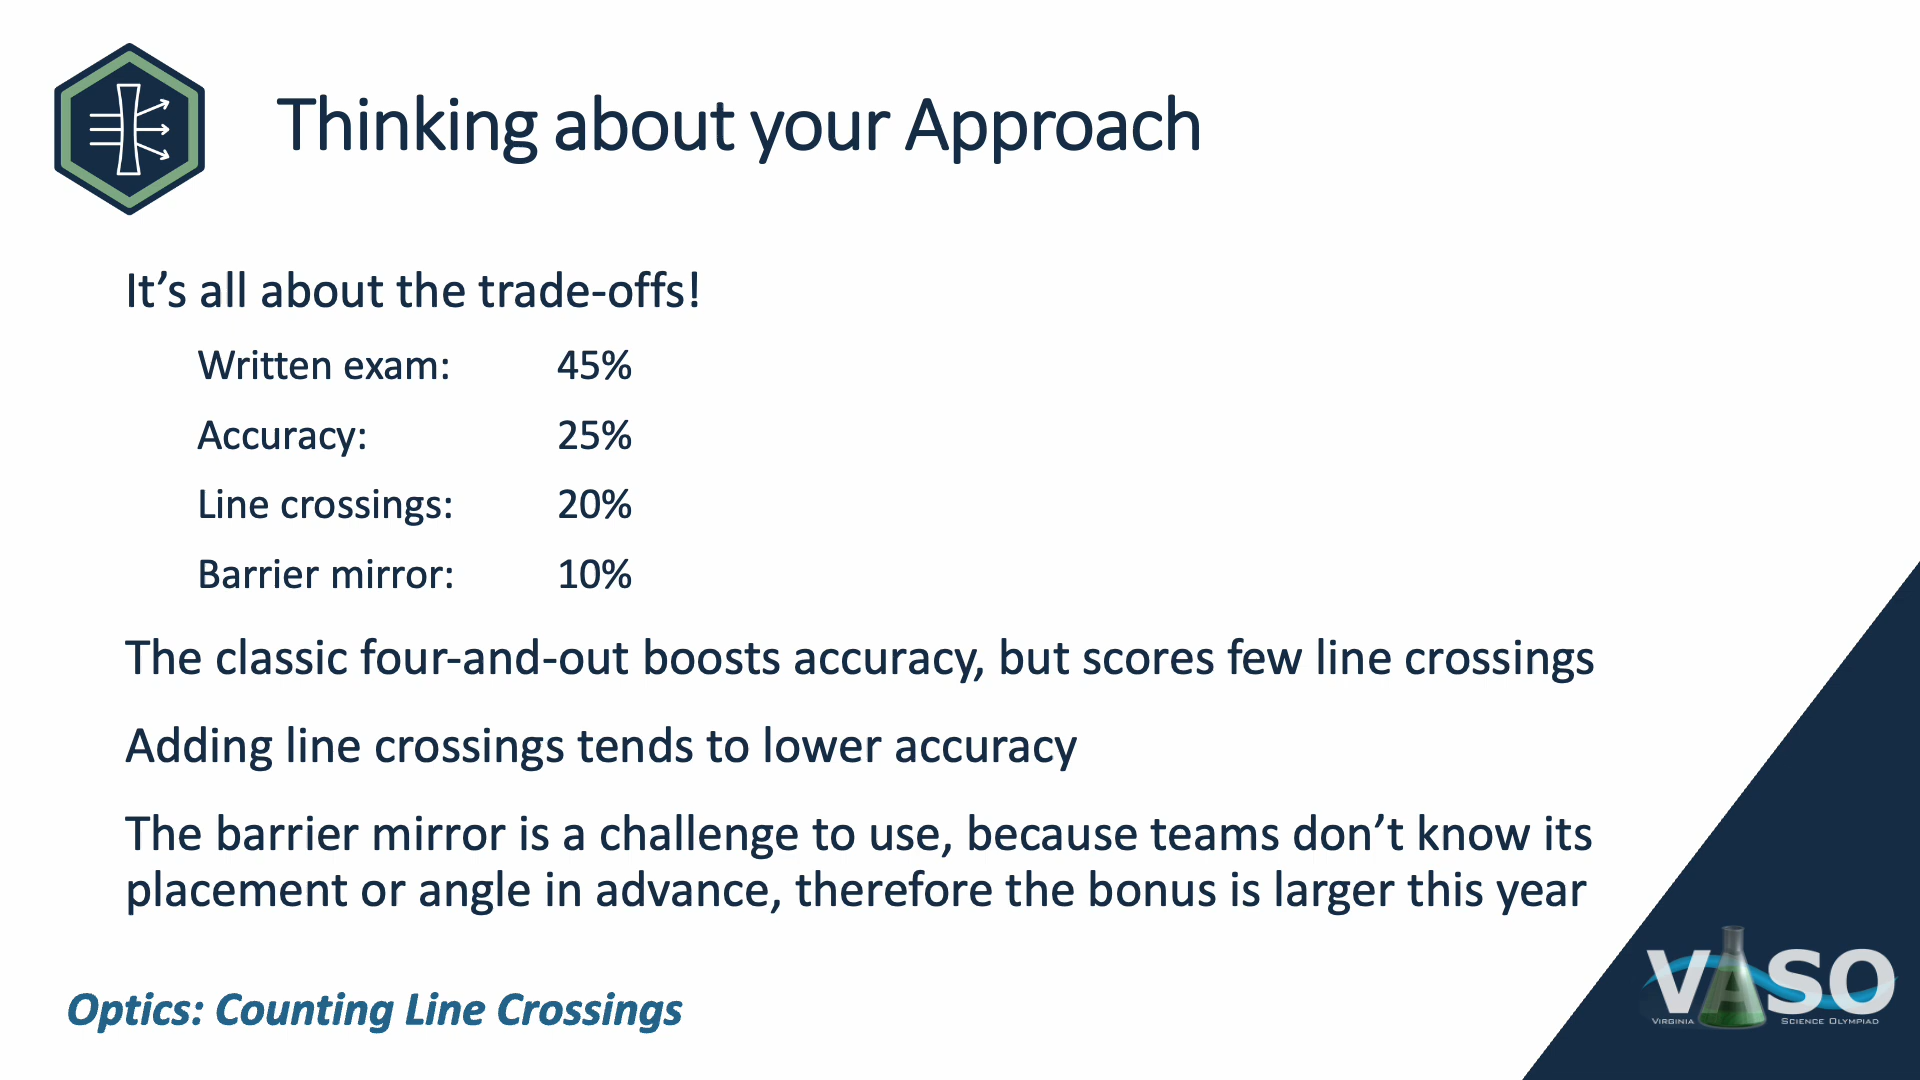 Thinking about your Approach
It’s all about the trade-offs!
Written exam: 45%
Accuracy: 25%
Line crossings: 20%
Barrier mirror: 10%
The classic four-and-out boosts accuracy, but scores few line crossings
Adding line crossings tends to lower accuracy
The barrier mirror is a challenge to use, because teams don’t know its
placement or angle in advance, therefore the bonus is larger this year
Optics: Counting Line Crossings
VASO
VIRGINIA SCIENCE OLYMPIAD